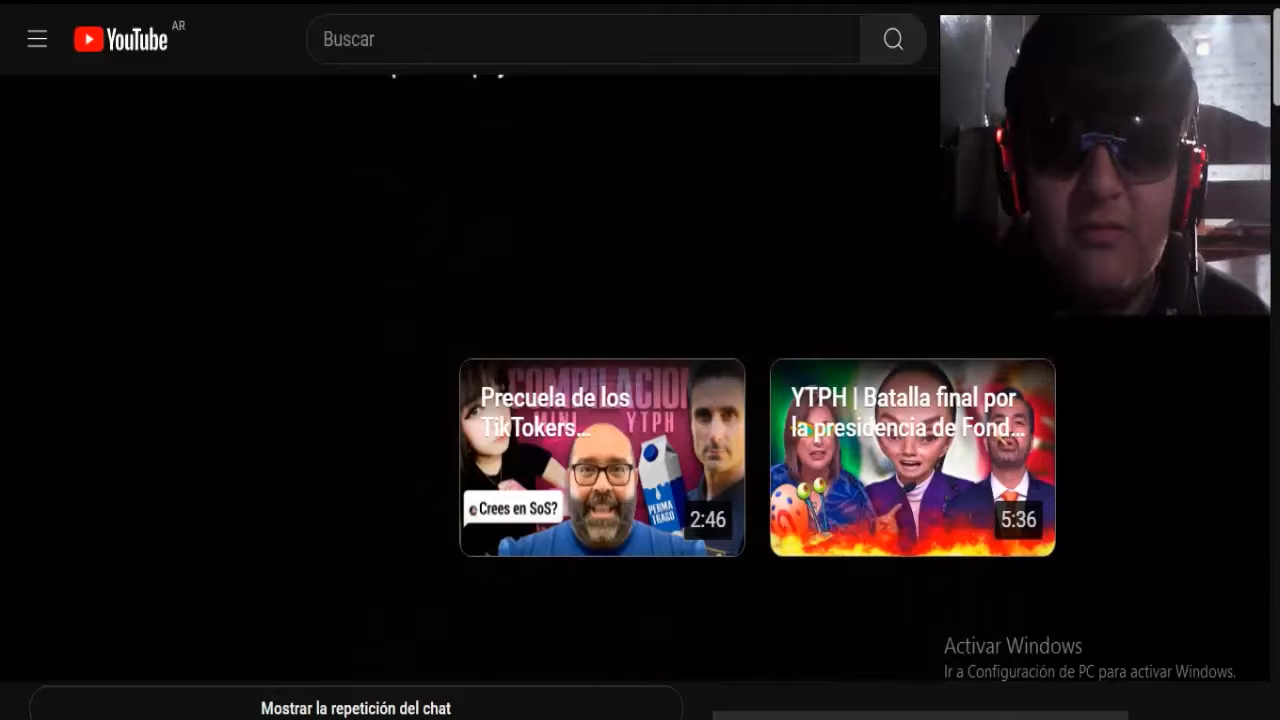 YouTube
AR
Buscar
Precuela de los
TikTokers...
COMPILACION
MINI YTPH
Crees en SoS?
PERMA
TRAGO
2:46
YTPH | Batalla final por
la presidencia de Fond...
5:36
Activar Windows
Ir a Configuración de PC para activar Windows.
Mostrar la repetición del chat